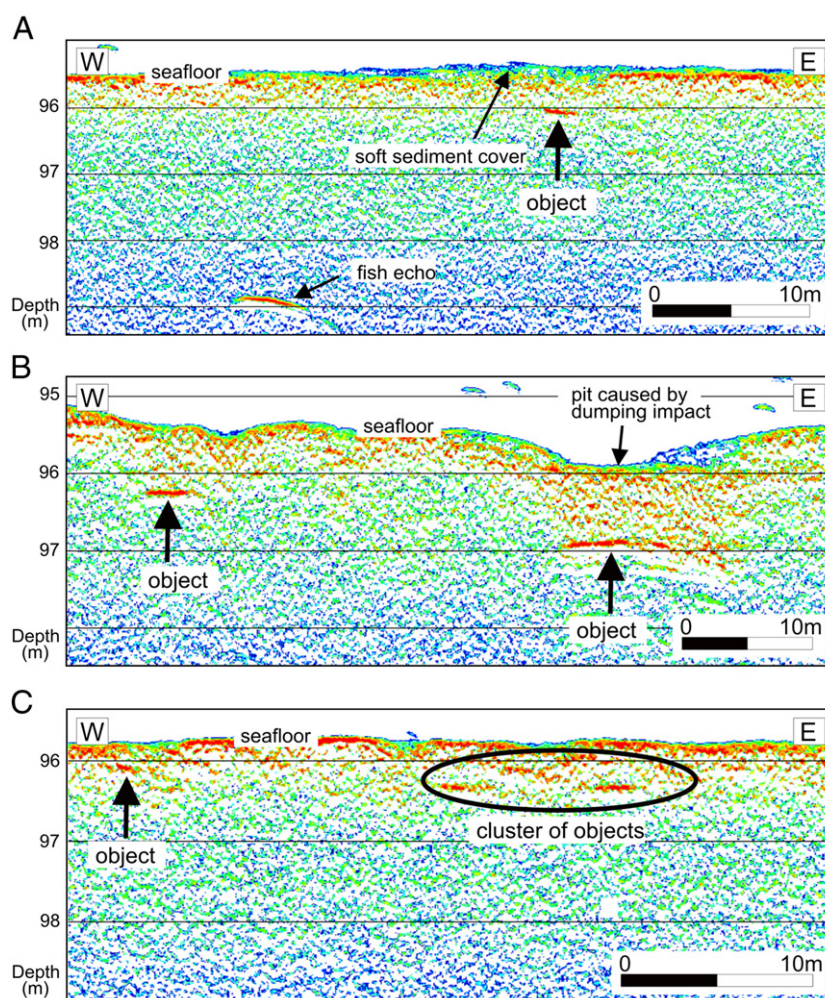 A
W
seafloor
E
96
soft sediment cover
97
object
98
fish echo
Depth
(m)
0 10m
B
95
W
pit caused by
dumping impact
E
seafloor
96
97
object
object
0 10m
Depth
(m)
C
W
seafloor
E
96
97
object
cluster of objects
98
0 10m
Depth
(m)